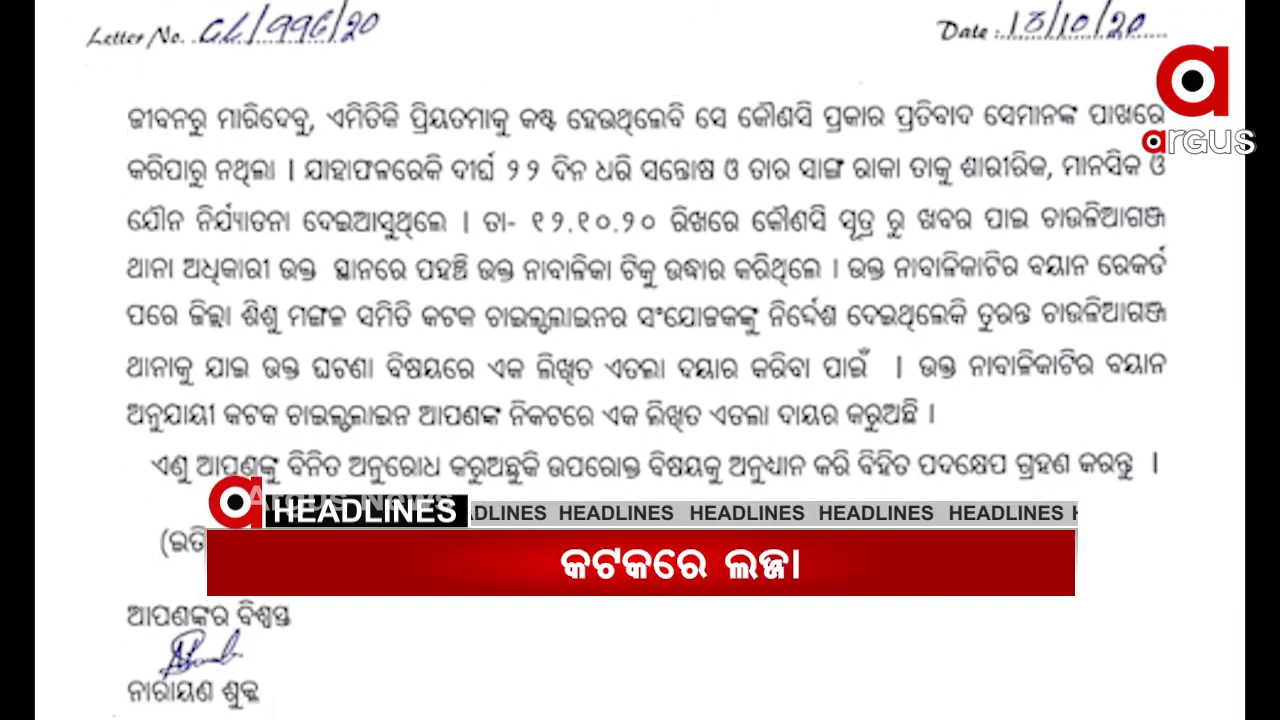 Letter No. CL/996/20
Date : 13/10/20
argus
ଜୀବନରୁ ମାରିଦେବୁ, ଏମିତିକି ପ୍ରିୟତମାକୁ କଷ୍ଟ ହେଉଥିଲେବି ସେ କୌଣସି ପ୍ରକାର ପ୍ରତିବାଦ ସେମାନଙ୍କ ପାଖରେ
କରିପାରୁ ନଥିଲା । ଯାହାଫଳରେକି ଦୀର୍ଘ ୨୨ ଦିନ ଧରି ସନ୍ତୋଷ ଓ ତାର ସାଙ୍ଗ ରାକା ତାକୁ ଶାରୀରିକ, ମାନସିକ ଓ
ଯୌନ ନିର୍ଯ୍ୟାତନା ଦେଇଆସୁଥିଲେ । ତା- ୧୨.୧୦.୨୦ ରିଖରେ କୌଣସି ସୂତ୍ର ରୁ ଖବର ପାଇ ଚାଉଳିଆଗଞ୍ଜ
ଥାନା ଅଧିକାରୀ ଉକ୍ତ ସ୍ଥାନରେ ପହଞ୍ଚି ଉକ୍ତ ନାବାଳିକା ଟିକୁ ଉଦ୍ଧାର କରିଥିଲେ । ଉକ୍ତ ନାବାଳିକାଟିର ବୟାନ ରେକର୍ଡ
ପରେ ଜିଲ୍ଲା ଶିଶୁ ମଙ୍ଗଳ ସମିତି କଟକ ଚାଇଲ୍ଡଲାଇନର ସଂଯୋଜକଙ୍କୁ ନିର୍ଦ୍ଦେଶ ଦେଇଥିଲେକି ତୁରନ୍ତ ଚାଉଳିଆଗଞ୍ଜ
ଥାନାକୁ ଯାଇ ଉକ୍ତ ଘଟଣା ବିଷୟରେ ଏକ ଲିଖିତ ଏତଲା ଦୟାର କରିବା ପାଇଁ । ଉକ୍ତ ନାବାଳିକାଟିର ବୟାନ
ଅନୁଯାୟୀ କଟକ ଚାଇଲ୍ଡଲାଇନ ଆପଣଙ୍କ ନିକଟରେ ଏକ ଲିଖିତ ଏତଲା ଦାୟର କରୁଅଛି ।
ଏଣୁ ଆପଣଙ୍କୁ ବିନିତ ଅନୁରୋଧ କରୁଅଛୁକି ଉପରୋକ୍ତ ବିଷୟକୁ ଅନୁଧ୍ୟାନ କରି ବିହିତ ପଦକ୍ଷେପ ଗ୍ରହଣ କରନ୍ତୁ ।
HEADLINES ADLINES HEADLINES HEADLINES HEADLINES HEADLINES H
(ଇତି
କଟକରେ ଲଜ୍ଜା
ଆପଣଙ୍କର ବିଶ୍ୱସ୍ତ
ନାରାୟଣ ଶୁକ୍ଳ